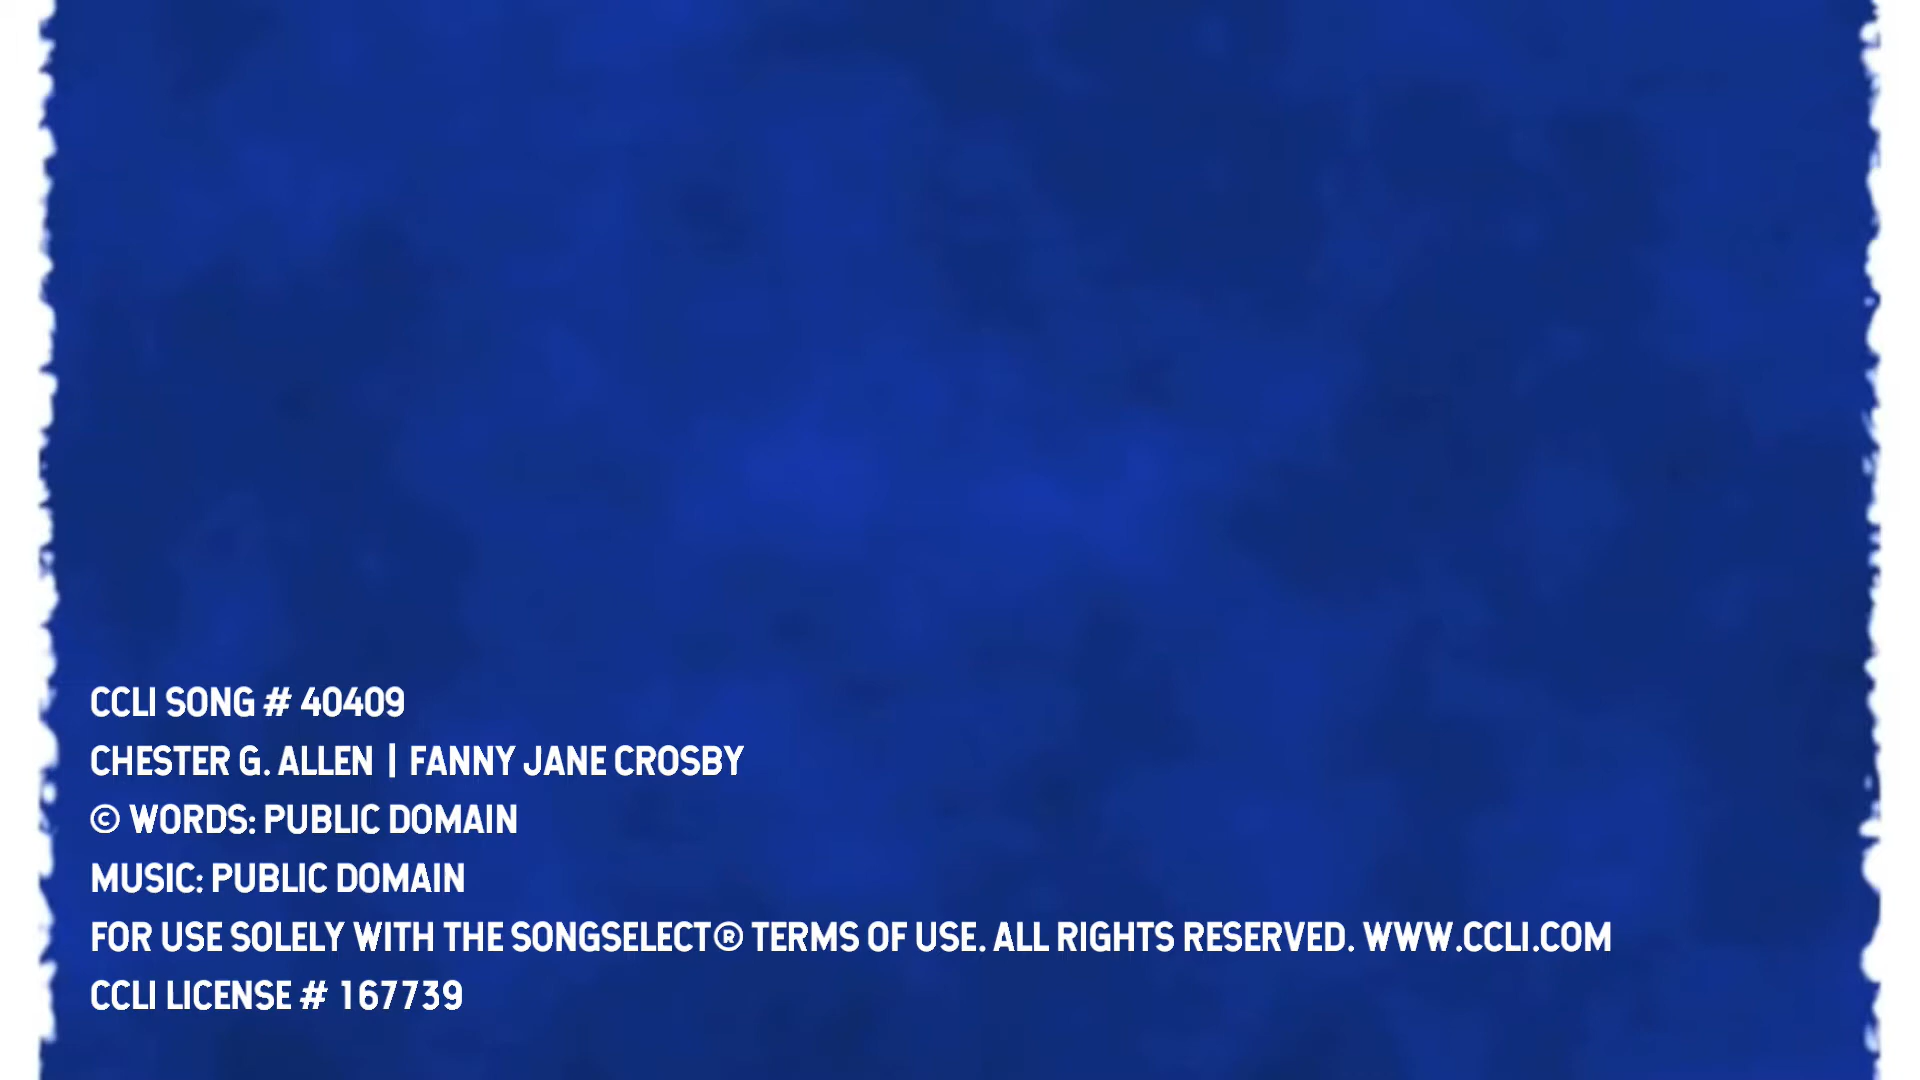 CCLI SONG # 40409
CHESTER G. ALLEN | FANNY JANE CROSBY
© WORDS: PUBLIC DOMAIN
MUSIC: PUBLIC DOMAIN
FOR USE SOLELY WITH THE SONGSELECT® TERMS OF USE. ALL RIGHTS RESERVED. WWW.CCLI.COM
CCLI LICENSE # 167739